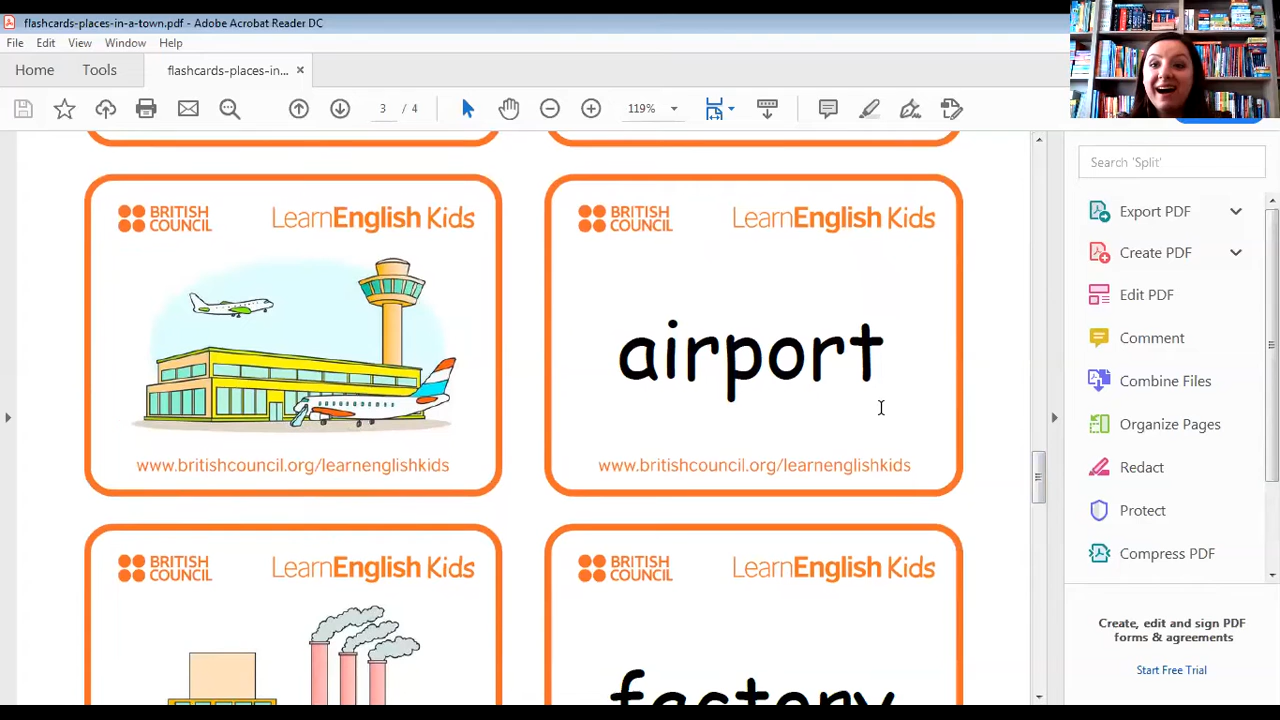 flashcards-places-in-a-town.pdf - Adobe Acrobat Reader DC
File Edit View Window Help
Home Tools flashcards-places-in... ×
3 / 4 119%
Search 'Split'
BRITISH COUNCIL LearnEnglish Kids
www.britishcouncil.org/learnenglishkids
BRITISH COUNCIL LearnEnglish Kids
airport
www.britishcouncil.org/learnenglishkids
BRITISH COUNCIL LearnEnglish Kids
BRITISH COUNCIL LearnEnglish Kids
factory
Export PDF
Create PDF
Edit PDF
Comment
Combine Files
Organize Pages
Redact
Protect
Compress PDF
Create, edit and sign PDF
forms & agreements
Start Free Trial